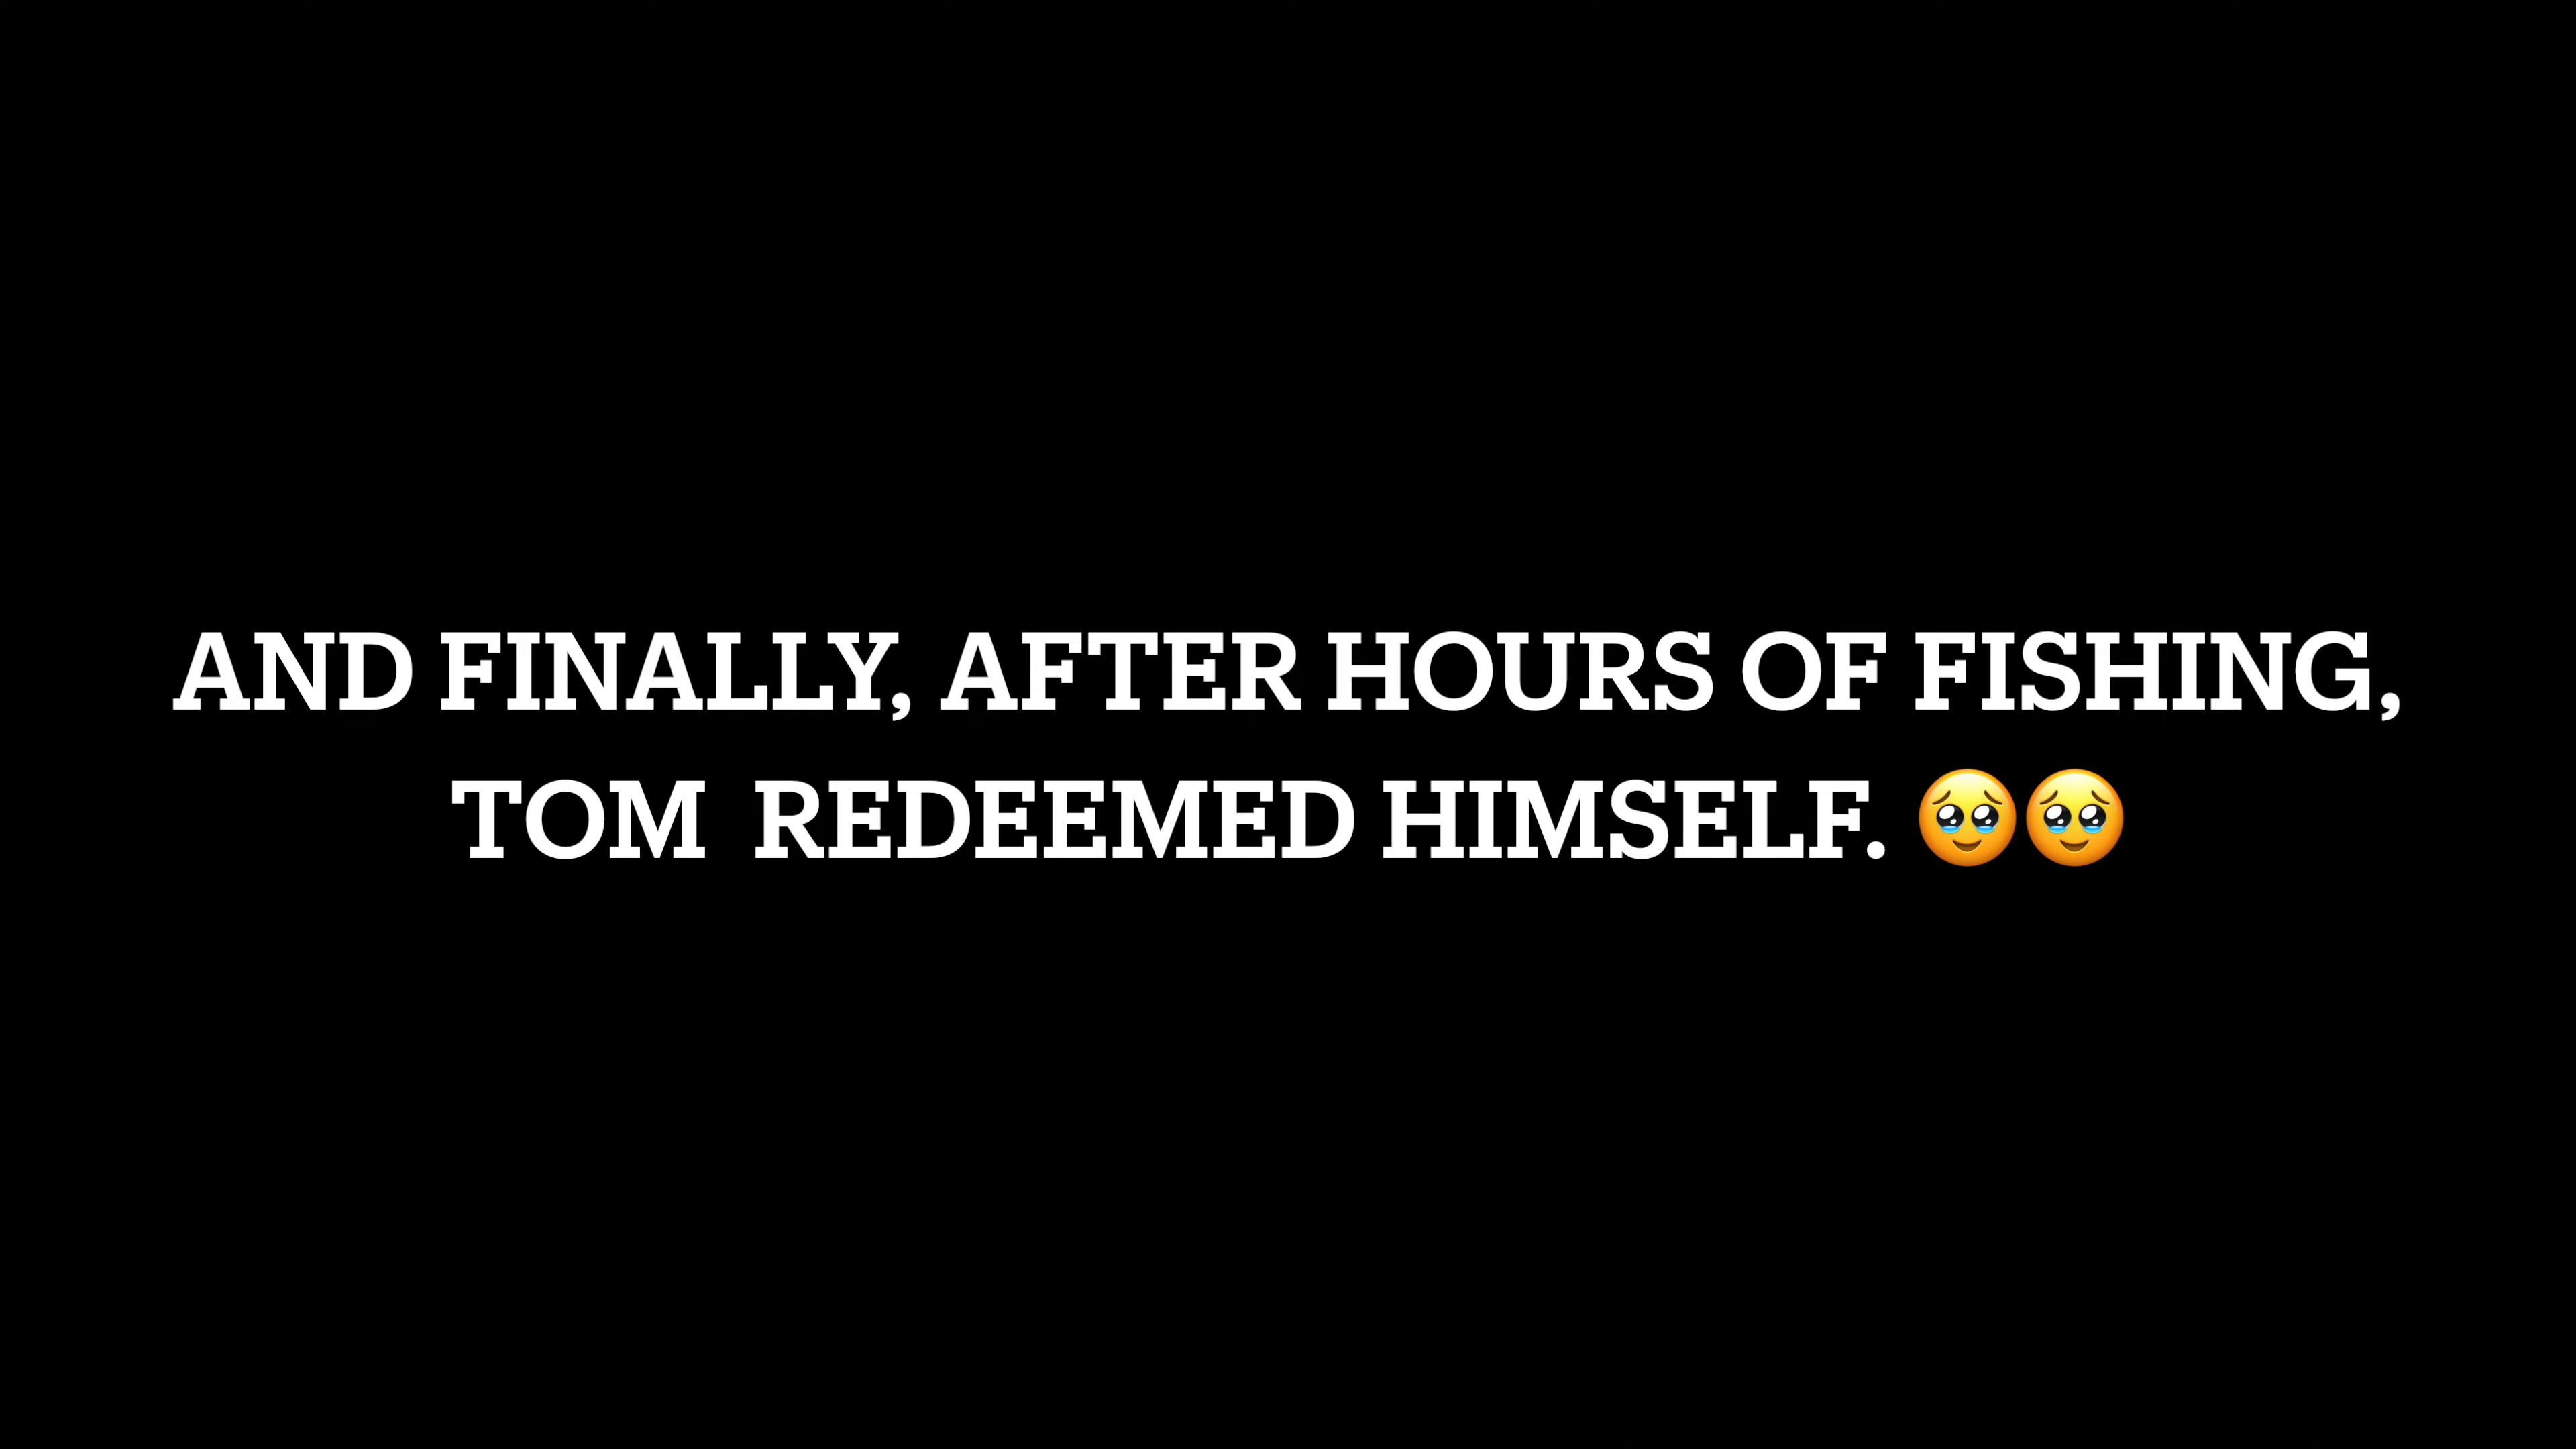 AND FINALLY, AFTER HOURS OF FISHING,
TOM  REDEEMED HIMSELF. 🥹🥹